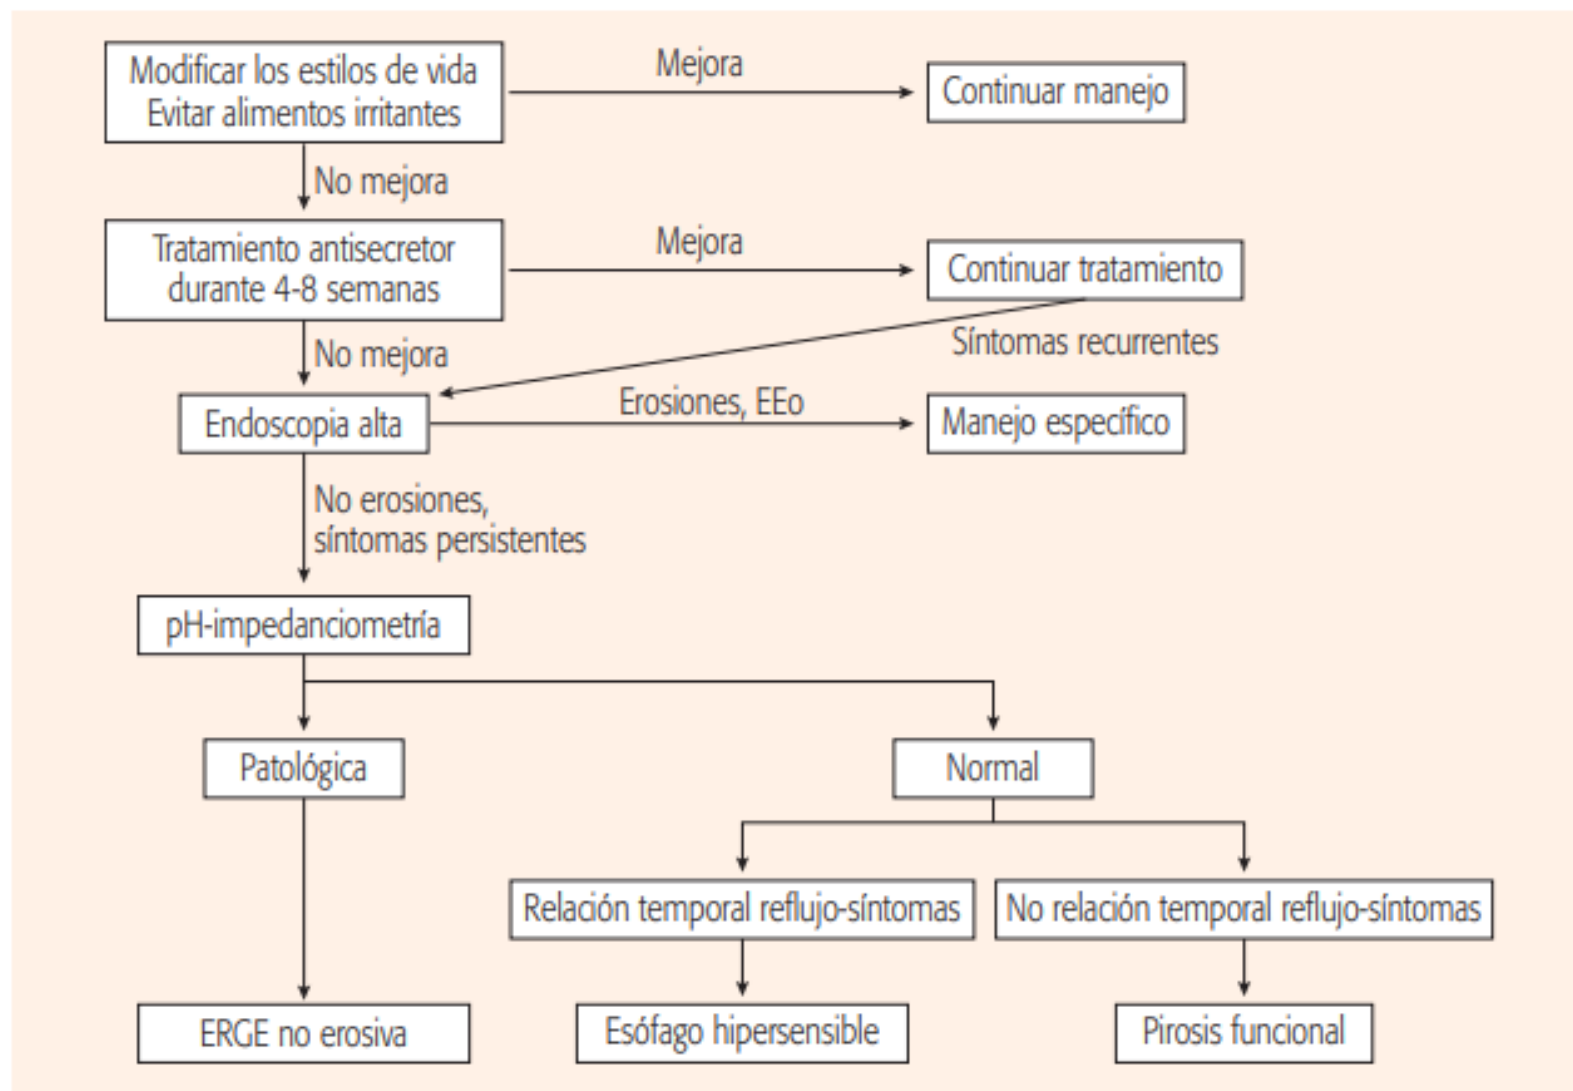 Modificar los estilos de vida
Evitar alimentos irritantes
Mejora
Continuar manejo
No mejora
Tratamiento antisecretor
durante 4-8 semanas
Mejora
Continuar tratamiento
No mejora
Síntomas recurrentes
Endoscopia alta
Erosiones, EEo
Manejo específico
No erosiones,
síntomas persistentes
pH-impedanciometría
Patológica
Normal
Relación temporal reflujo-síntomas
No relación temporal reflujo-síntomas
ERGE no erosiva
Esófago hipersensible
Pirosis funcional